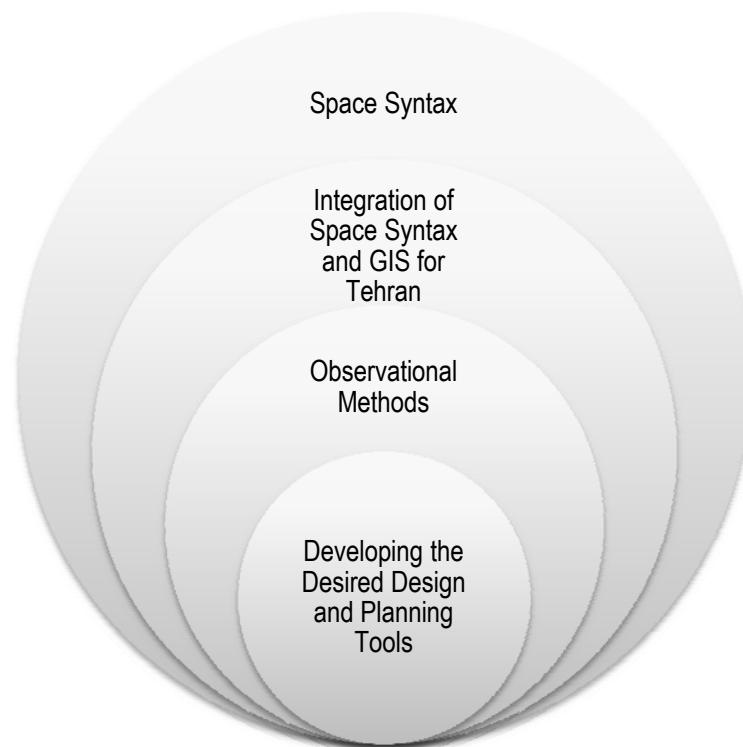 Space Syntax
Integration of
Space Syntax
and GIS for
Tehran
Observational
Methods
Developing the
Desired Design
and Planning
Tools